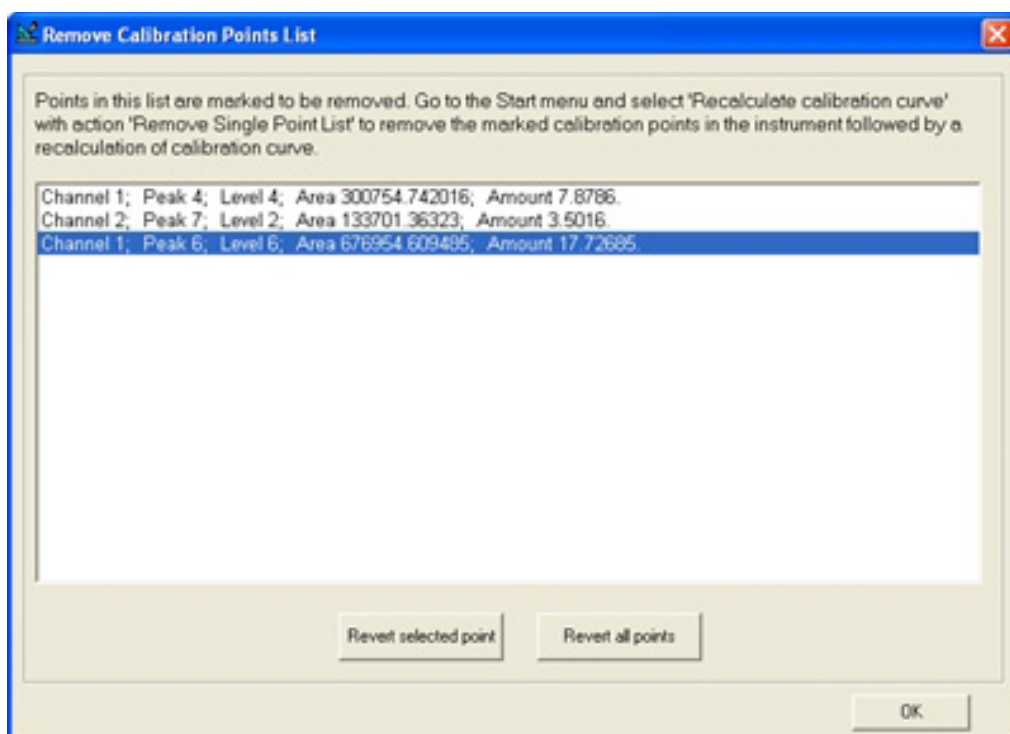 Remove Calibration Points List
Points in this list are marked to be removed. Go to the Start menu and select 'Recalculate calibration curve'
with action 'Remove Single Point List' to remove the marked calibration points in the instrument followed by a
recalculation of calibration curve.
Channel 1; Peak 4; Level 4; Area 300754.742016; Amount 7.8786.
Channel 2; Peak 7; Level 2; Area 133701.36323; Amount 3.5016.
Channel 1; Peak 6; Level 6; Area 676954.609485; Amount 17.72685.
Revert selected point
Revert all points
OK